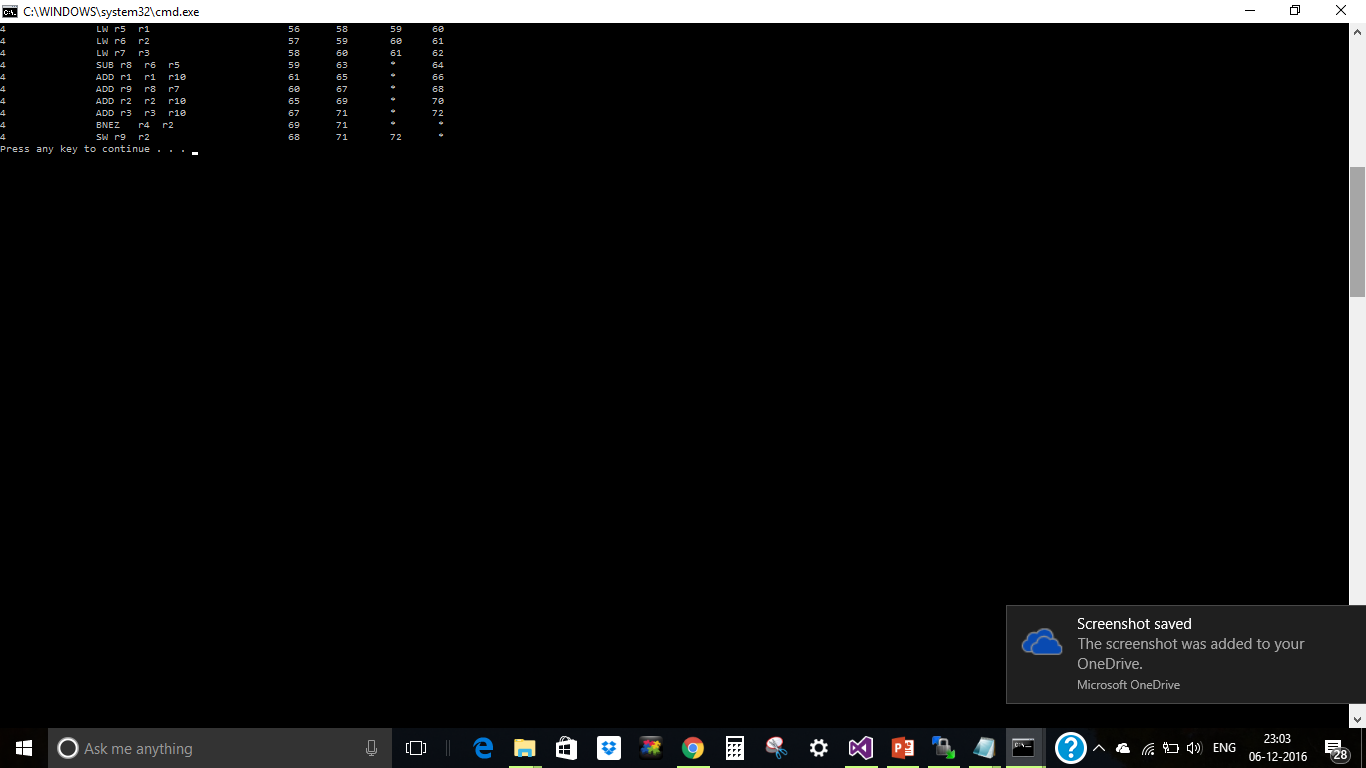 C:\WINDOWS\system32\cmd.exe
4 LW r5 r1 56 58 59 60
4 LW r6 r2 57 59 60 61
4 LW r7 r3 58 60 61 62
4 SUB r8 r6 r5 59 63 * 64
4 ADD r1 r1 r10 61 65 * 66
4 ADD r9 r8 r7 60 67 * 68
4 ADD r2 r2 r10 65 69 * 70
4 ADD r3 r3 r10 67 71 * 72
4 BNEZ r4 r2 69 71 * *
4 SW r9 r2 68 71 72 *
Press any key to continue . . .
Screenshot saved
The screenshot was added to your
OneDrive.
Microsoft OneDrive
Ask me anything
ENG
23:03
06-12-2016
28